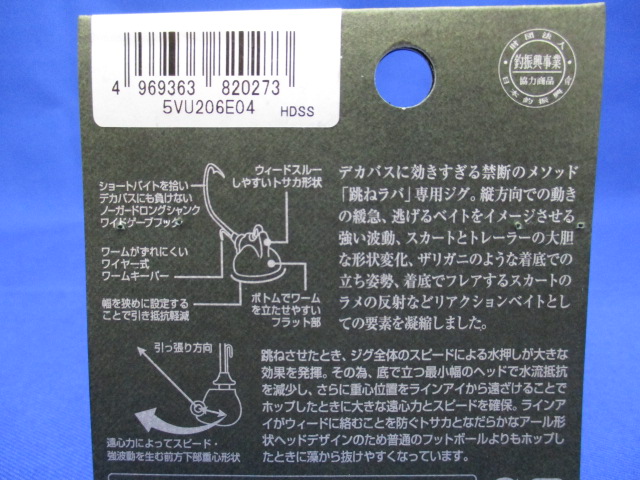 4 969363 820273
5VU206E04 HDSS
財団法人
釣振興事業
協力商品
日本釣振興会
ショートバイトを拾い
デカバスにも負けない
ノーガードロングシャンク
ワイドゲープフック
ウィードスルー
しやすいトサカ形状
ワームがずれにくい
ワイヤー式
ワームキーパー
幅を狭めに設定する
ことで引き抵抗軽減
ボトムでワーム
を立たせやすい
フラット部
デカバスに効きすぎる禁断のメソッド
「跳ねラバ」専用ジグ。縦方向での動き
の緩急、逃げるベイトをイメージさせる
強い波動、スカートとトレーラーの大胆
な形状変化、ザリガニのような着底での
立ち姿勢、着底でフレアするスカートの
ラメの反射などリアクションベイトとし
ての要素を凝縮しました。
引っ張り方向
遠心力によってスピード・
強波動を生む前方下部重心形状
跳ねさせたとき、ジグ全体のスピードによる水押しが大きな
効果を発揮。その為、底で立つ最小幅のヘッドで水流抵抗
を減少し、さらに重心位置をラインアイから遠ざけることで
ホップしたときに大きな遠心力とスピードを確保。ラインアイ
がウィードに絡むことを防ぐトサカとなだらかなアール形
状ヘッドデザインのため普通のフットボールよりもホップし
たときに藻から抜けやすくなっています。